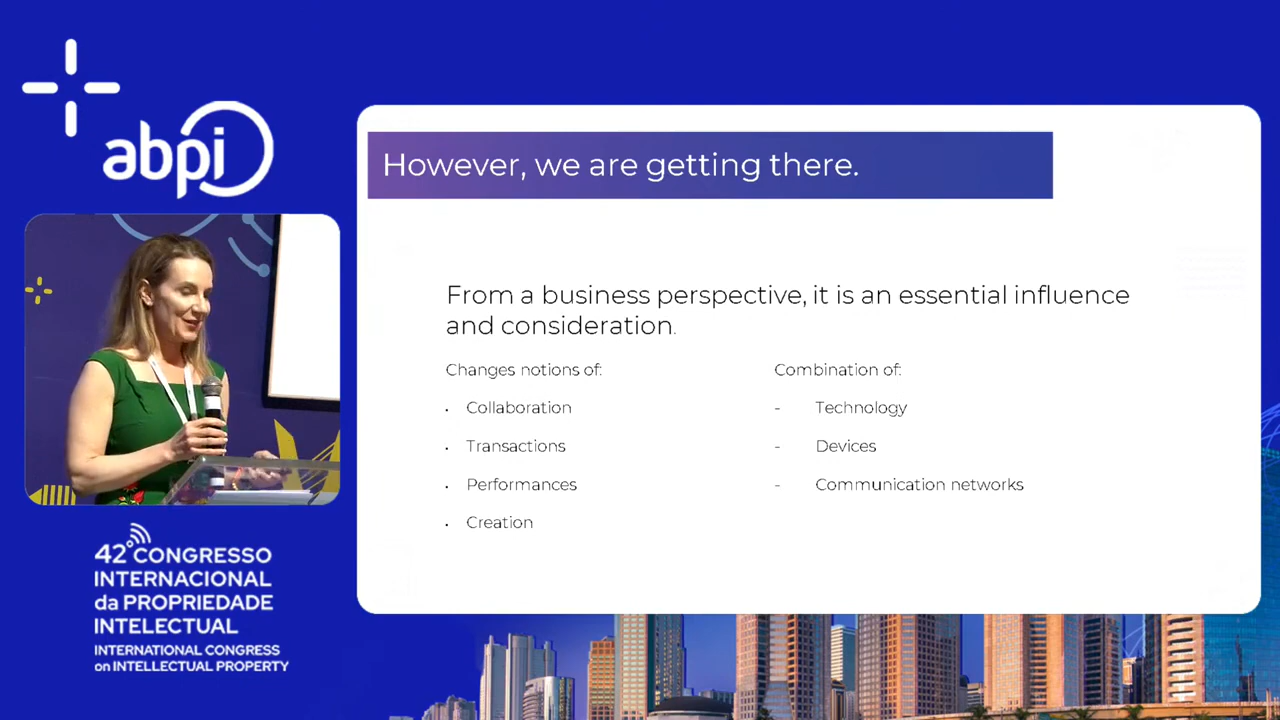 abpi
42º CONGRESSO
INTERNACIONAL
da PROPRIEDADE
INTELECTUAL
INTERNATIONAL CONGRESS
on INTELLECTUAL PROPERTY
However, we are getting there.
From a business perspective, it is an essential influence
and consideration.
Changes notions of:
• Collaboration
• Transactions
• Performances
• Creation
Combination of:
- Technology
- Devices
- Communication networks